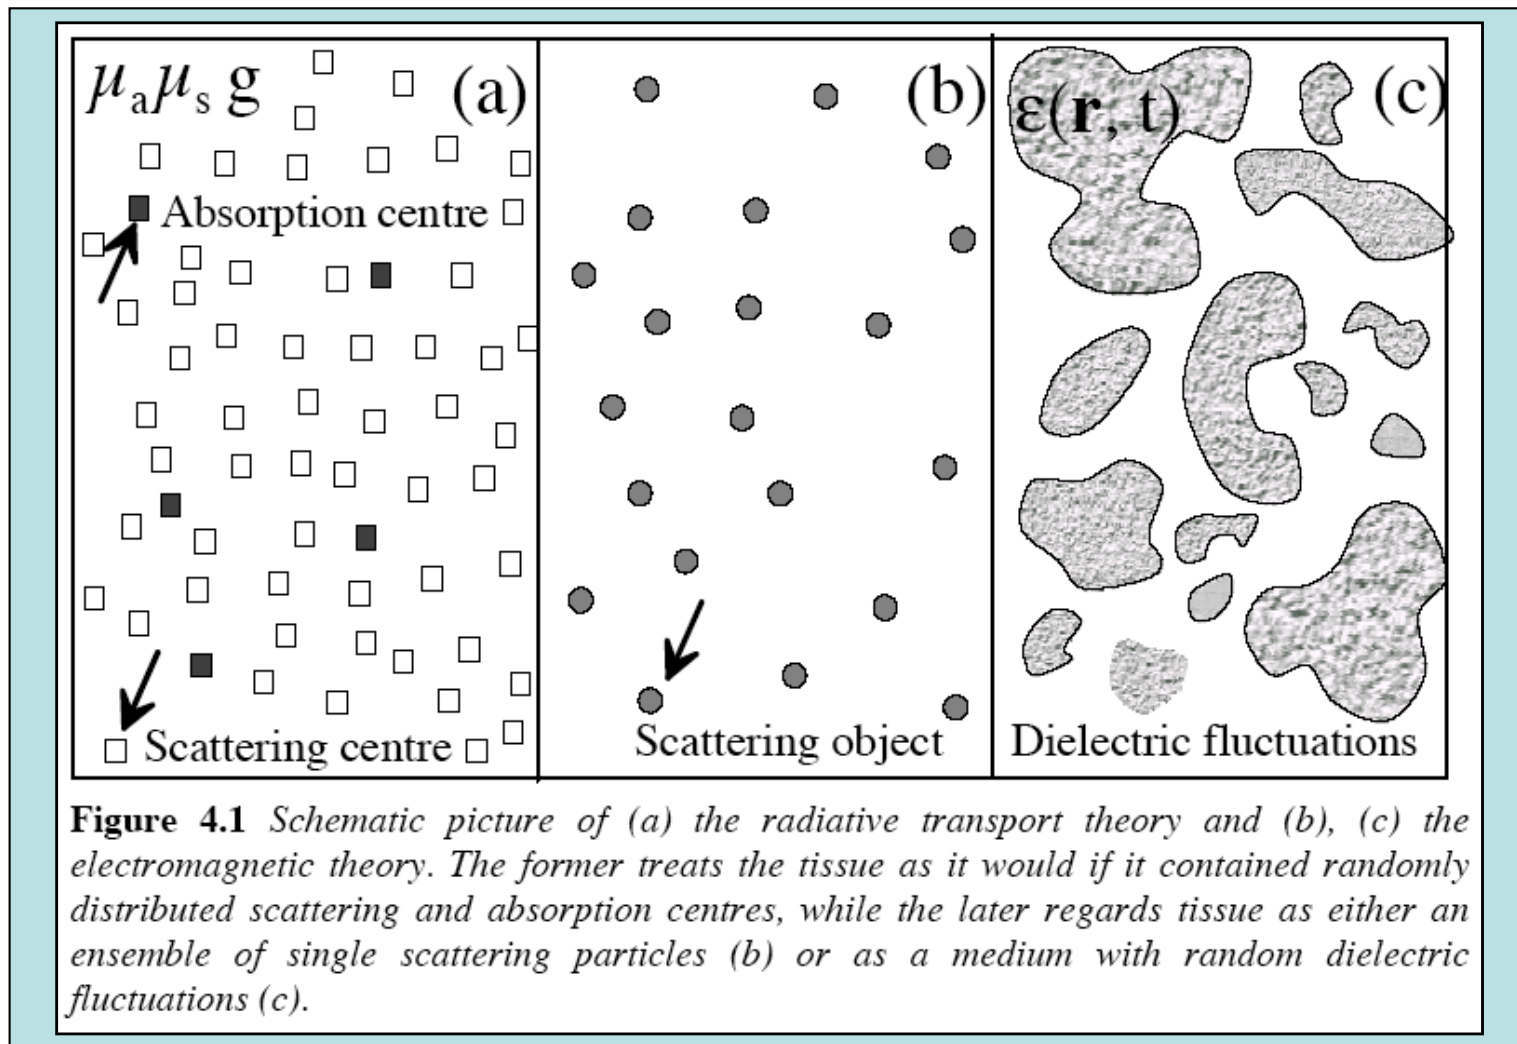 μa μs g (a)
Absorption centre
Scattering centre
(b)
Scattering object
ε(r, t) (c)
Dielectric fluctuations
Figure 4.1 Schematic picture of (a) the radiative transport theory and (b), (c) the
electromagnetic theory. The former treats the tissue as it would if it contained randomly
distributed scattering and absorption centres, while the later regards tissue as either an
ensemble of single scattering particles (b) or as a medium with random dielectric
fluctuations (c).